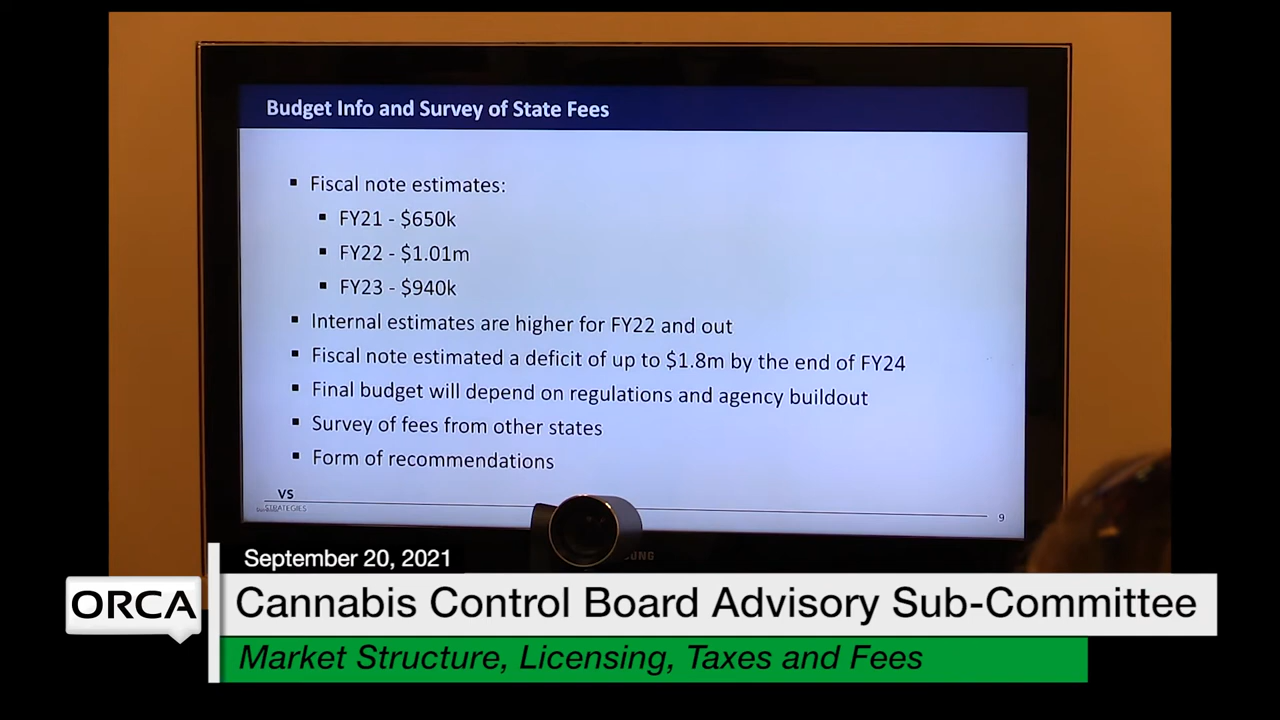 Budget Info and Survey of State Fees
▪ Fiscal note estimates:
▪ FY21 - $650k
▪ FY22 - $1.01m
▪ FY23 - $940k
▪ Internal estimates are higher for FY22 and out
▪ Fiscal note estimated a deficit of up to $1.8m by the end of FY24
▪ Final budget will depend on regulations and agency buildout
▪ Survey of fees from other states
▪ Form of recommendations
VS
STRATEGIES
9
September 20, 2021
ORCA
Cannabis Control Board Advisory Sub-Committee
Market Structure, Licensing, Taxes and Fees